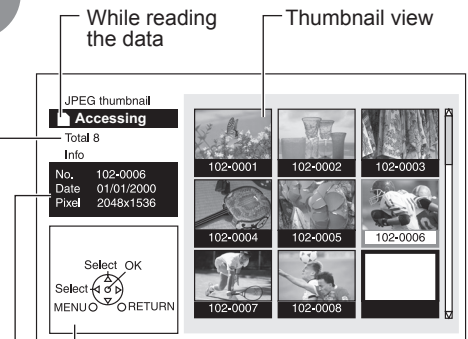 While reading
the data
Thumbnail view
JPEG thumbnail
Accessing
Total 8
Info
No. 102-0006
Date 01/01/2000
Pixel 2048x1536
Select OK
Select
MENU RETURN
102-0001 102-0002 102-0003
102-0004 102-0005 102-0006
102-0007 102-0008